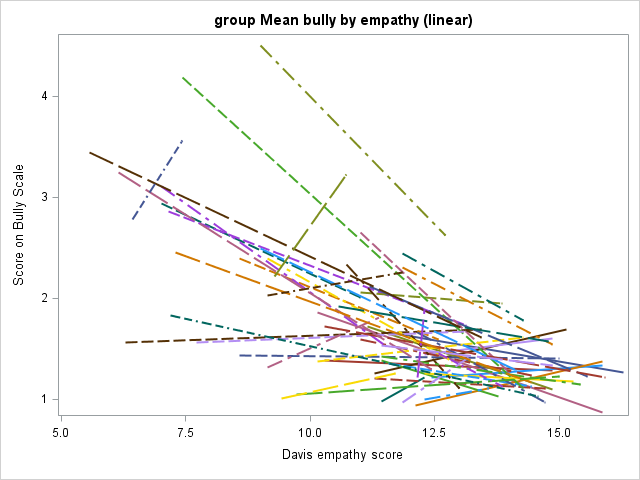 group Mean bully by empathy (linear)
4
3
2
1
Score on Bully Scale
5.0 7.5 10.0 12.5 15.0
Davis empathy score